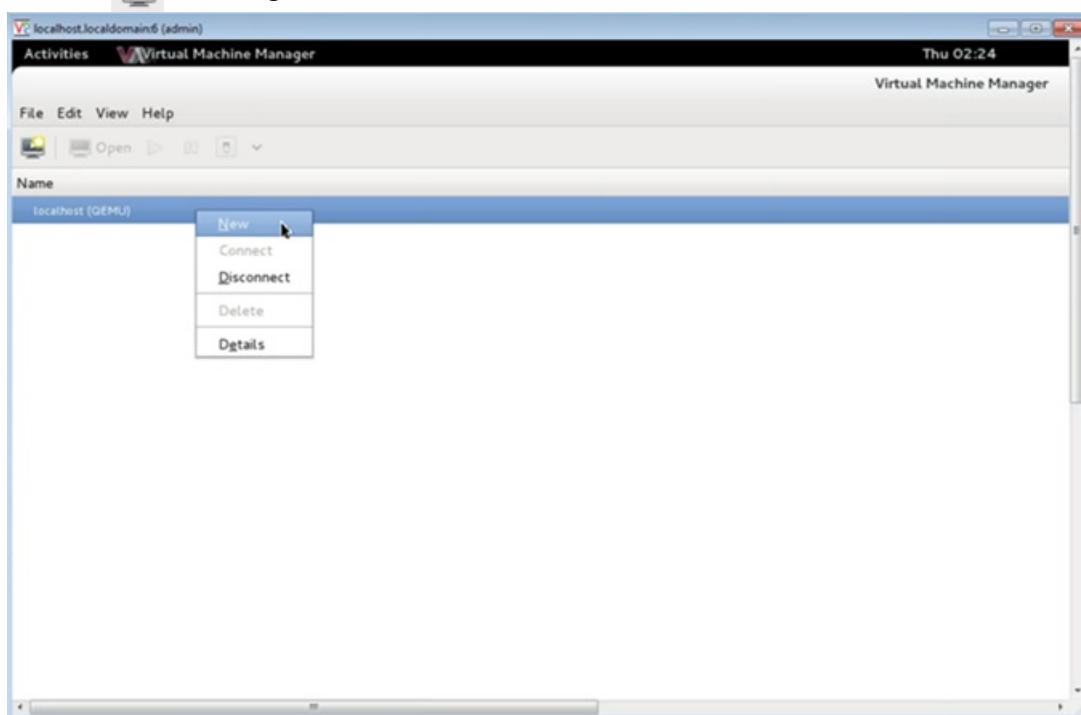 localhost.localdomain:6 (admin)
Activities Virtual Machine Manager Thu 02:24
Virtual Machine Manager
File Edit View Help
Open
Name
localhost (QEMU)
New
Connect
Disconnect
Delete
Details